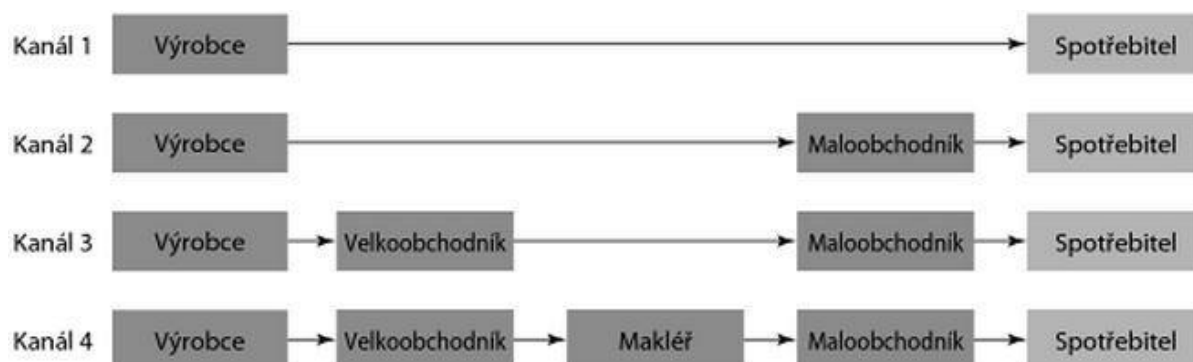 Kanál 1 Výrobce Spotřebitel
Kanál 2 Výrobce Maloobchodník Spotřebitel
Kanál 3 Výrobce Velkoobchodník Maloobchodník Spotřebitel
Kanál 4 Výrobce Velkoobchodník Makléř Maloobchodník Spotřebitel